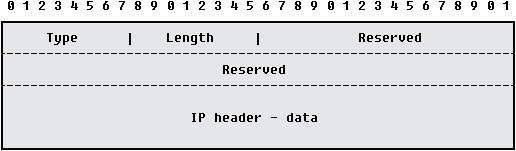 0 1 2 3 4 5 6 7 8 9 0 1 2 3 4 5 6 7 8 9 0 1 2 3 4 5 6 7 8 9 0 1
Type | Length | Reserved
Reserved
IP header - data